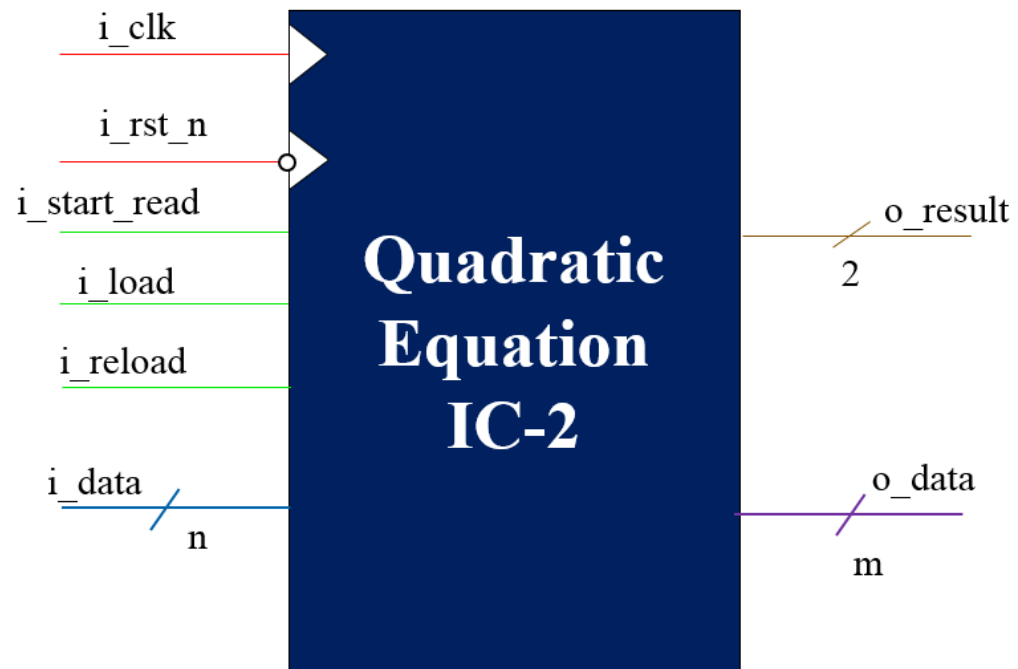 i_clk
i_rst_n
i_start_read
i_load
i_reload
i_data
n
Quadratic
Equation
IC-2
o_result
2
o_data
m